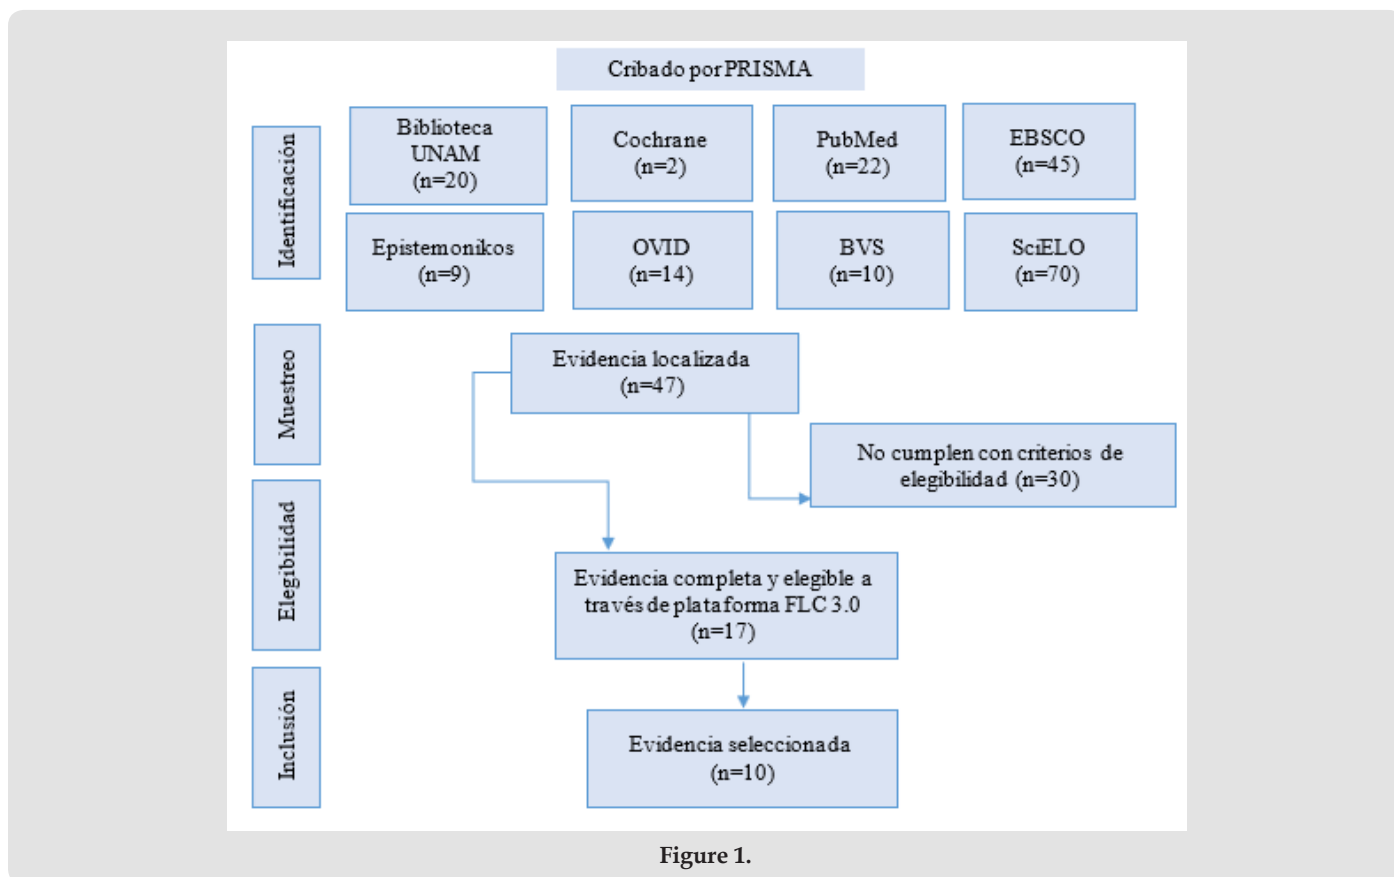 Cribado por PRISMA
Identificación
Biblioteca
UNAM
(n=20)
Cochrane
(n=2)
PubMed
(n=22)
EBSCO
(n=45)
Epistemonikos
(n=9)
OVID
(n=14)
BVS
(n=10)
SciELO
(n=70)
Muestreo
Evidencia localizada
(n=47)
No cumplen con criterios de
elegibilidad (n=30)
Elegibilidad
Evidencia completa y elegible a
través de plataforma FLC 3.0
(n=17)
Inclusión
Evidencia seleccionada
(n=10)
Figure 1.